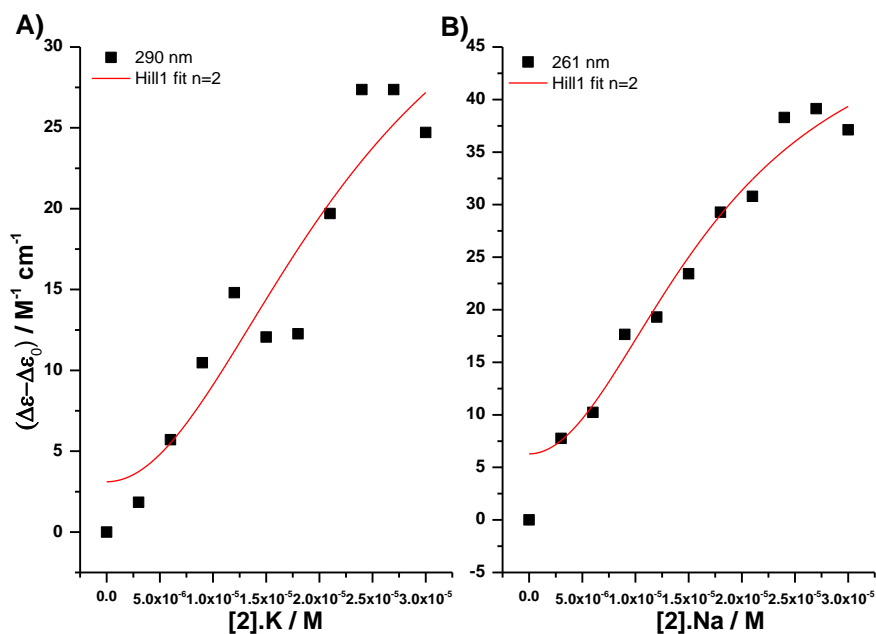 A)
30
25
20
15
10
5
0
(Δε−Δε₀) / M⁻¹ cm⁻¹
290 nm
Hill1 fit n=2
0.0 5.0x10⁻⁶ 1.0x10⁻⁵ 1.5x10⁻⁵ 2.0x10⁻⁵ 2.5x10⁻⁵ 3.0x10⁻⁵
[2].K / M
B)
45
40
35
30
25
20
15
10
5
0
-5
261 nm
Hill1 fit n=2
0.0 5.0x10⁻⁶ 1.0x10⁻⁵ 1.5x10⁻⁵ 2.0x10⁻⁵ 2.5x10⁻⁵ 3.0x10⁻⁵
[2].Na / M